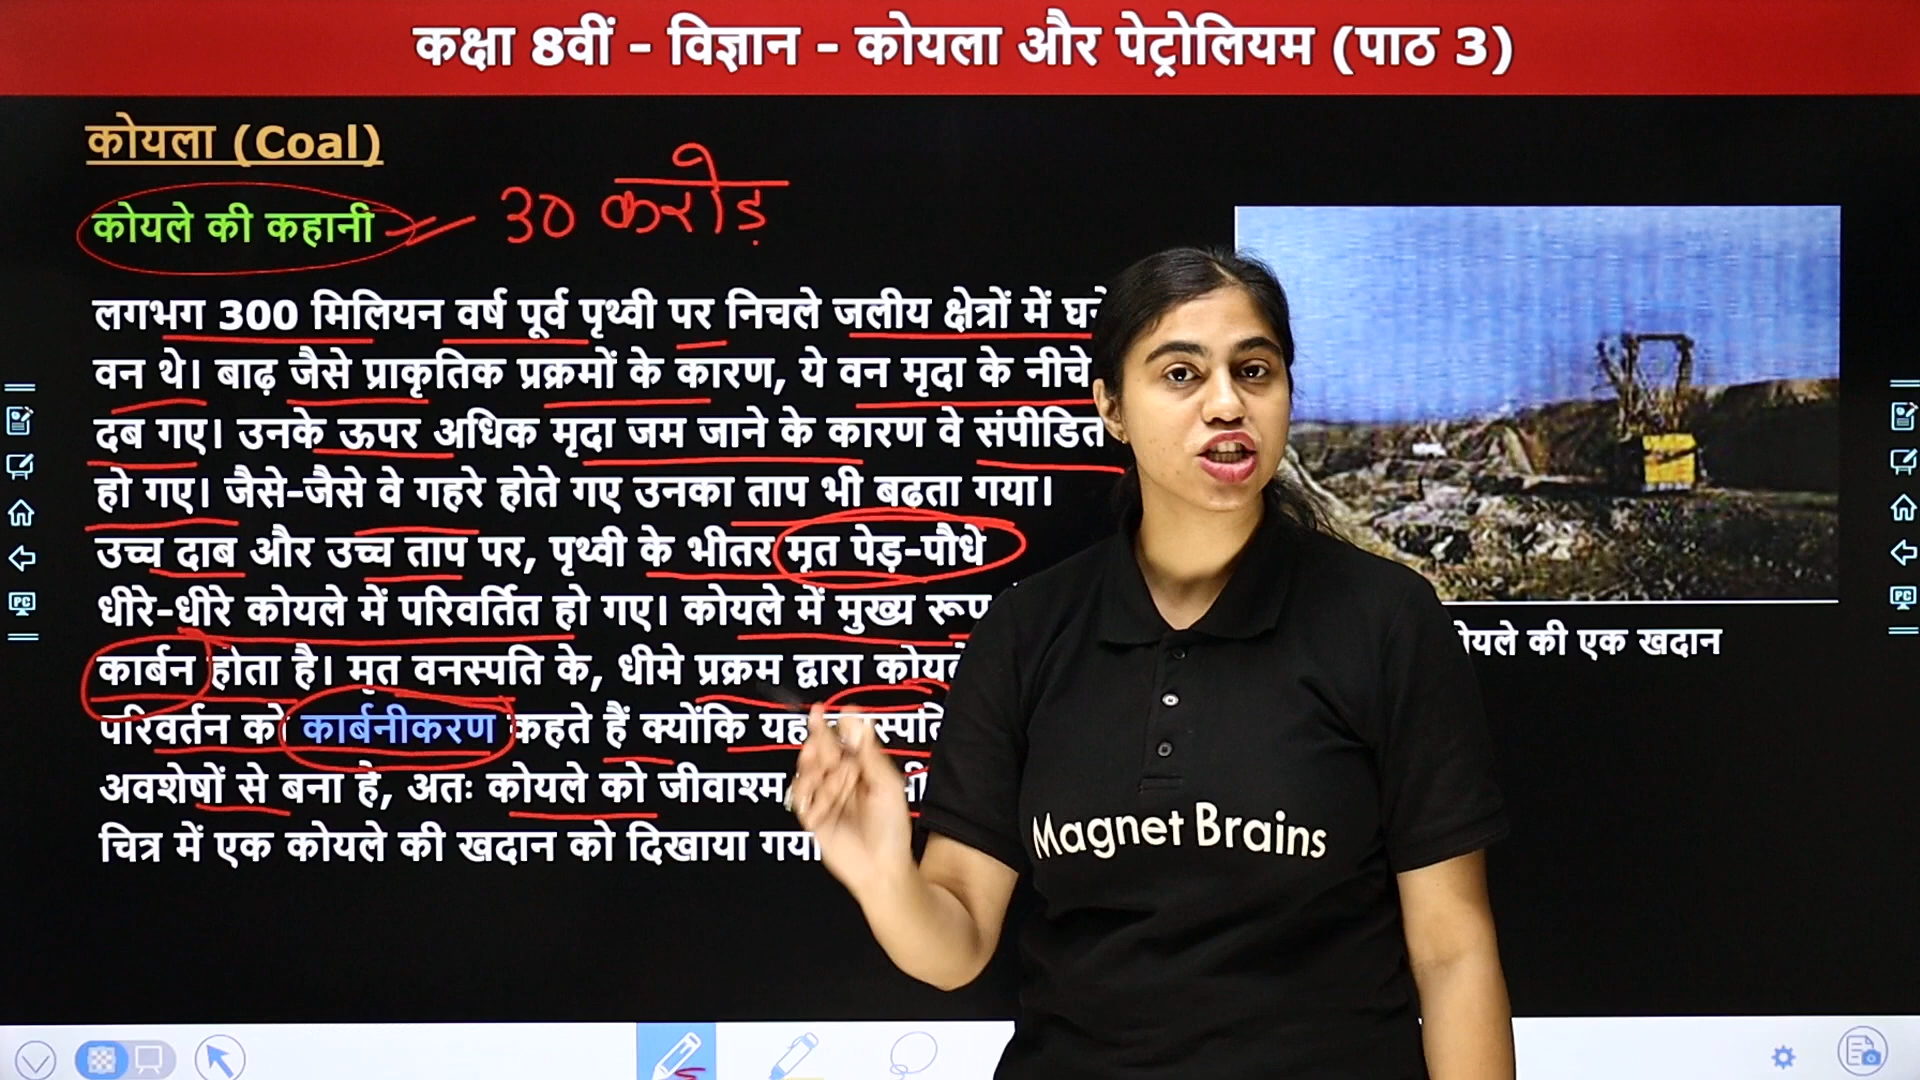 कक्षा 8वीं - विज्ञान - कोयला और पेट्रोलियम (पाठ 3)
कोयला (Coal)
कोयले की कहानी
30 करोड़
लगभग 300 मिलियन वर्ष पूर्व पृथ्वी पर निचले जलीय क्षेत्रों में
वन थे। बाढ़ जैसे प्राकृतिक प्रक्रमों के कारण, ये वन मृदा के नीचे
दब गए। उनके ऊपर अधिक मृदा जम जाने के कारण वे संपीडित
हो गए। जैसे-जैसे वे गहरे होते गए उनका ताप भी बढ़ता गया।
उच्च दाब और उच्च ताप पर, पृथ्वी के भीतर मृत पेड़-पौधे
धीरे-धीरे कोयले में परिवर्तित हो गए। कोयले में मुख्य रूप
कार्बन होता है। मृत वनस्पति के, धीमे प्रक्रम द्वारा
परिवर्तन को कार्बनीकरण कहते हैं क्योंकि यह
अवशेषों से बना है, अतः कोयले को जीवाश्म
चित्र में एक कोयले की खदान को दिखाया गया
की एक खदान
Magnet Brains
PC
PC